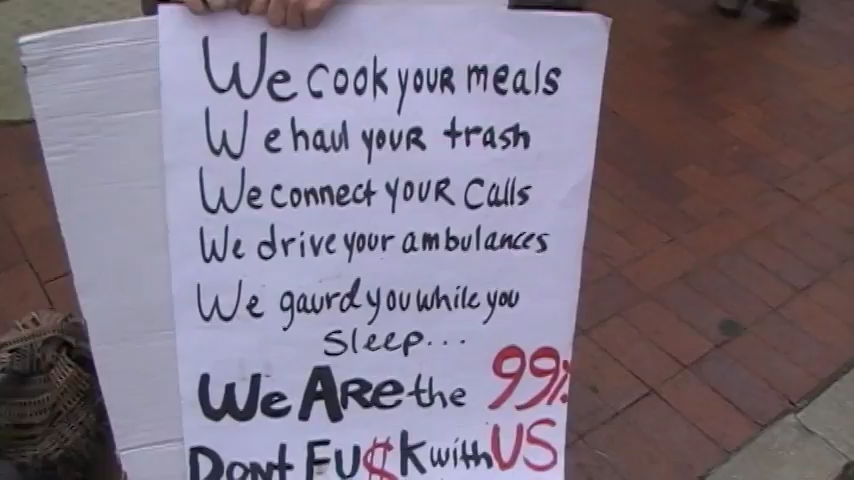 We cook your meals
We haul your trash
We connect your calls
We drive your ambulances
We gaurd you while you
sleep...
We ARe the 99%
Dont FU$K with US